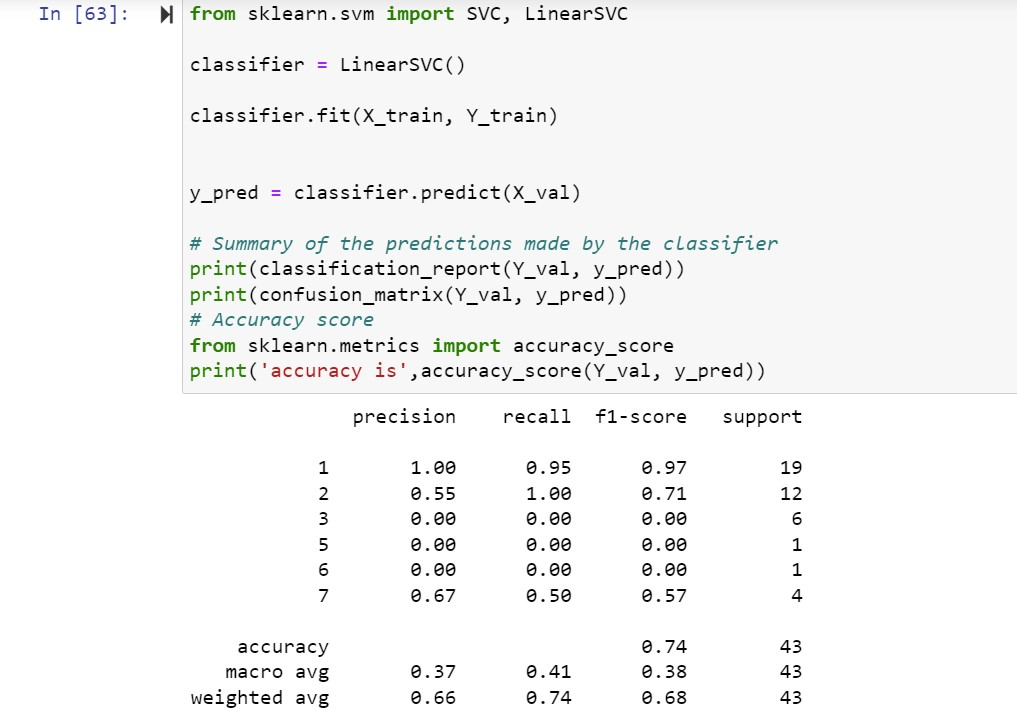 In [63]:
from sklearn.svm import SVC, LinearSVC
classifier = LinearSVC()
classifier.fit(X_train, Y_train)
y_pred = classifier.predict(X_val)
# Summary of the predictions made by the classifier
print(classification_report(Y_val, y_pred))
print(confusion_matrix(Y_val, y_pred))
# Accuracy score
from sklearn.metrics import accuracy_score
print('accuracy is',accuracy_score(Y_val, y_pred))
precision recall f1-score support
1 1.00 0.95 0.97 19
2 0.55 1.00 0.71 12
3 0.00 0.00 0.00 6
5 0.00 0.00 0.00 1
6 0.00 0.00 0.00 1
7 0.67 0.50 0.57 4
accuracy 0.74 43
macro avg 0.37 0.41 0.38 43
weighted avg 0.66 0.74 0.68 43